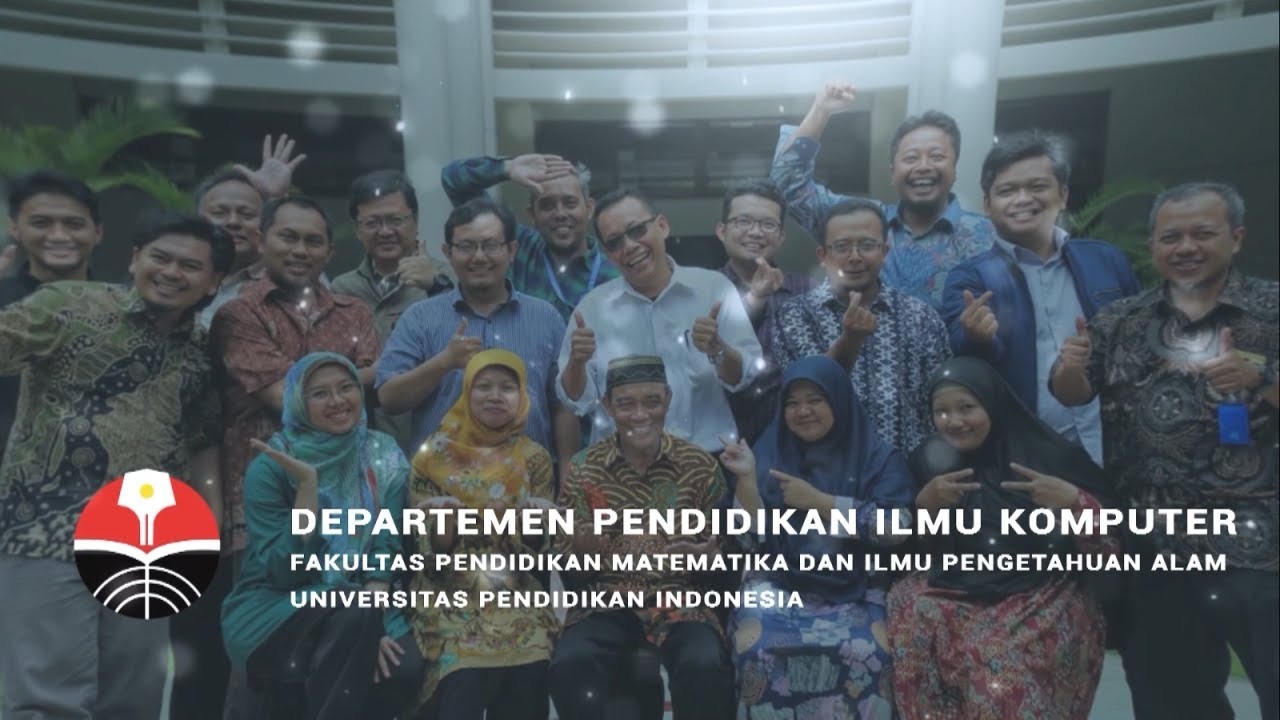 DEPARTEMEN PENDIDIKAN ILMU KOMPUTER
FAKULTAS PENDIDIKAN MATEMATIKA DAN ILMU PENGETAHUAN ALAM
UNIVERSITAS PENDIDIKAN INDONESIA